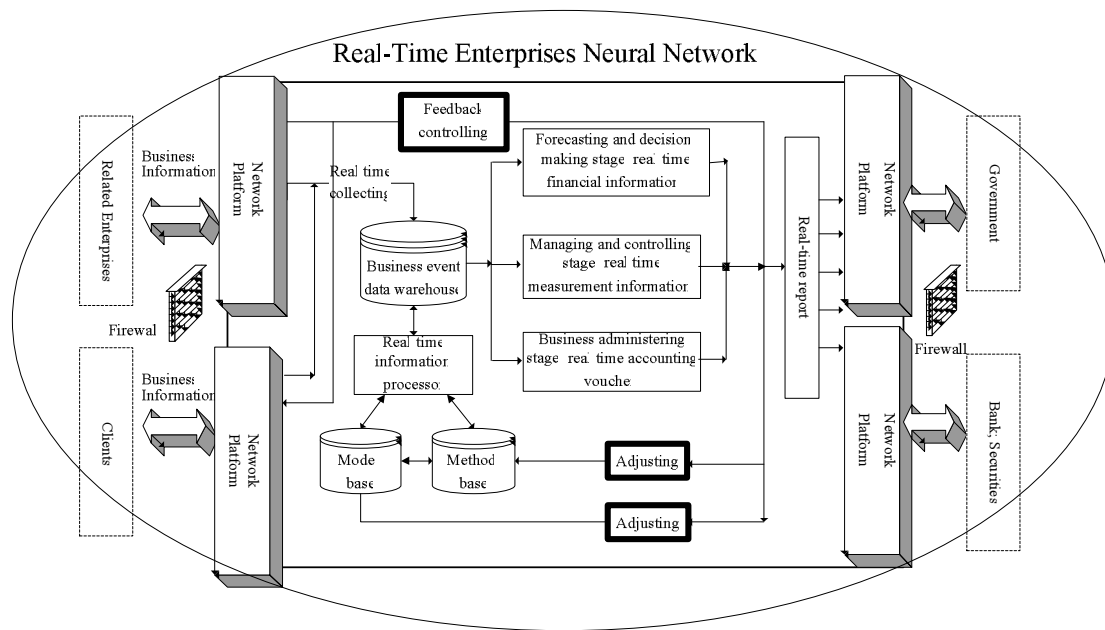 Real-Time Enterprises Neural Network
Related Enterprises
Business
Information
Network
Platform
Firewal
Clients
Business
Information
Network
Platform
Feedback
controlling
Real time
collecting
Business event
data warehouse
Real time
information
processor
Mode
base
Method
base
Forecasting and decision
making stage real time
financial information
Managing and controlling
stage real time
measurement information
Business administering
stage real time accounting
vouche
Adjusting
Adjusting
Real-time report
Network
Platform
Government
Firewall
Network
Platform
Bank; Securities